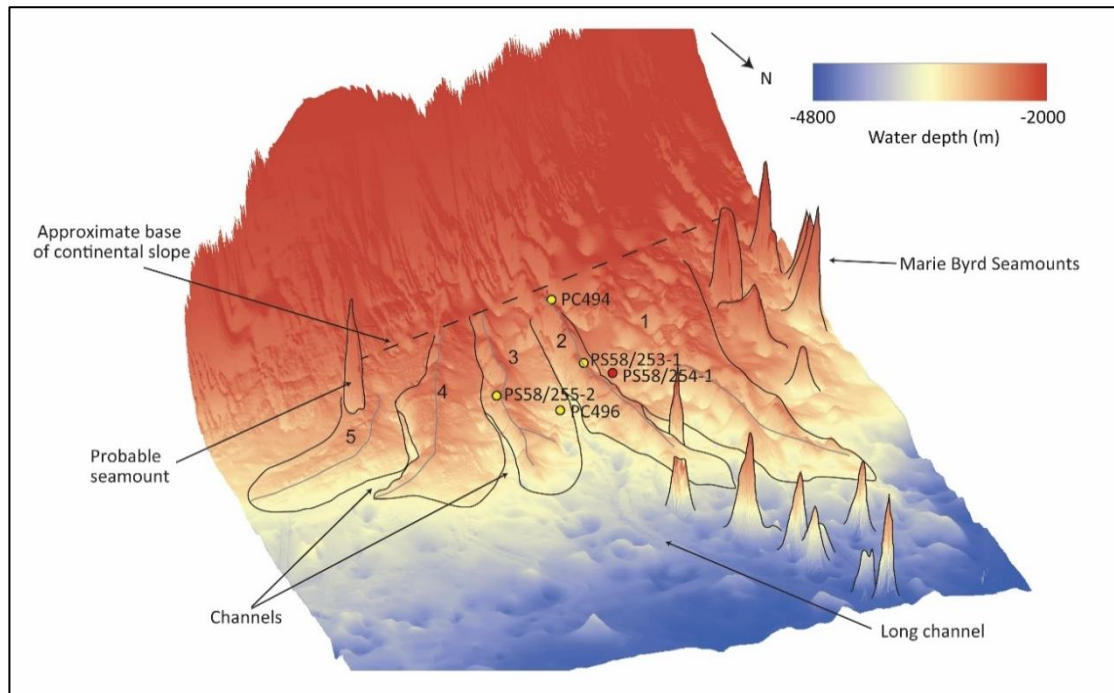 N
-4800
-2000
Water depth (m)
Approximate base
of continental slope
Marie Byrd Seamounts
PC494
1
2
3
PS58/253-1
PS58/254-1
4
PS58/255-2
PC496
5
Probable
seamount
Channels
Long channel